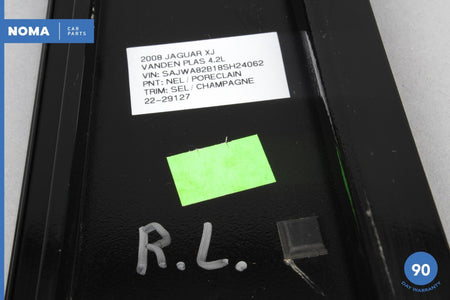 NOMA CAR PARTS
2008 JAGUAR XJ
VANDEN PLAS 4.2L
VIN: SAJWA82B18SH24062
PNT: NEL / PORECLAIN
TRIM: SEL / CHAMPAGNE
22-29127
R.L.
90
DAY WARRANTY